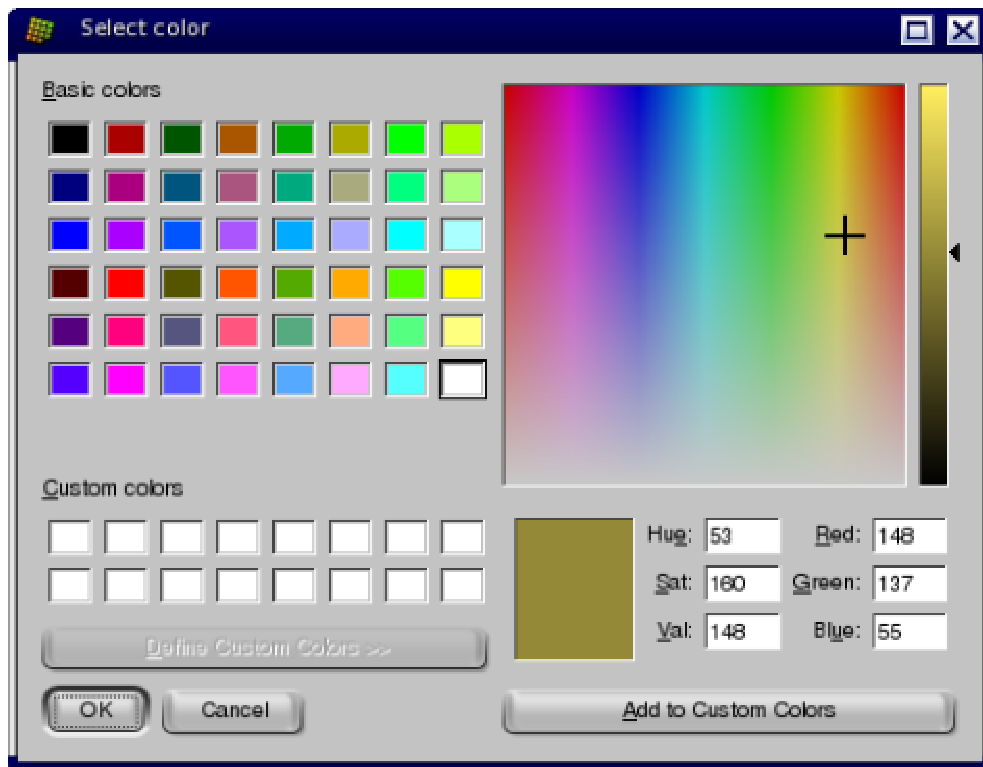 Select color
Basic colors
Custom colors
Define Custom Colors >>
OK Cancel
Hue: 53 Red: 148
Sat: 160 Green: 137
Val: 148 Blue: 55
Add to Custom Colors